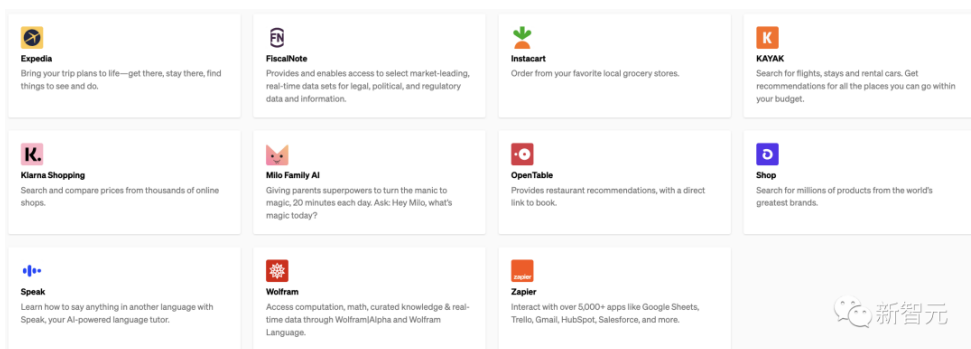 FN
K
Expedia
FiscalNote
Instacart
KAYAK
Bring your trip plans to life—get there, stay there, find
things to see and do.
Provides and enables access to select market-leading,
real-time data sets for legal, political, and regulatory
data and information.
Order from your favorite local grocery stores.
Search for flights, stays and rental cars. Get
recommendations for all the places you can go within
your budget.
K.
Klarna Shopping
Search and compare prices from thousands of online
shops.
Milo Family AI
Giving parents superpowers to turn the manic to
magic, 20 minutes each day. Ask: Hey Milo, what's
magic today?
OpenTable
Provides restaurant recommendations, with a direct
link to book.
Shop
Search for millions of products from the world's
greatest brands.
Speak
Learn how to say anything in another language with
Speak, your AI-powered language tutor.
Wolfram
Access computation, math, curated knowledge & real-
time data through Wolfram|Alpha and Wolfram
Language.
zapier
Zapier
Interact with over 5,000+ apps like Google Sheets,
Trello, Gmail, HubSpot, Salesforce, and more.
新智元